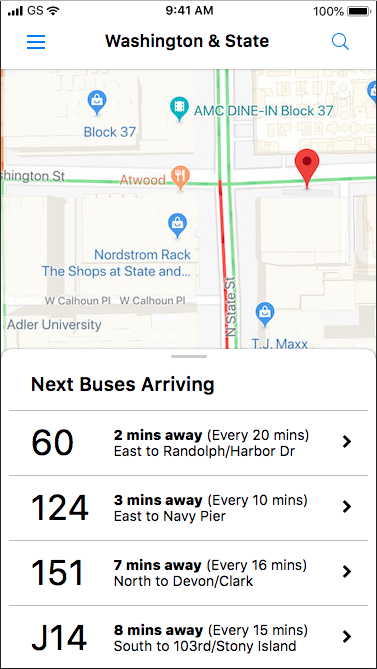 GS 9:41 AM 100%
Washington & State
AMC DINE-IN Block 37
Block 37
shington St
Atwood
Nordstrom Rack
The Shops at State and...
W Calhoun Pl W Calhoun Pl
N State St
Adler University
T.J. Maxx
Next Buses Arriving
60
2 mins away (Every 20 mins)
East to Randolph/Harbor Dr
124
3 mins away (Every 10 mins)
East to Navy Pier
151
7 mins away (Every 16 mins)
North to Devon/Clark
J14
8 mins away (Every 15 mins)
South to 103rd/Stony Island